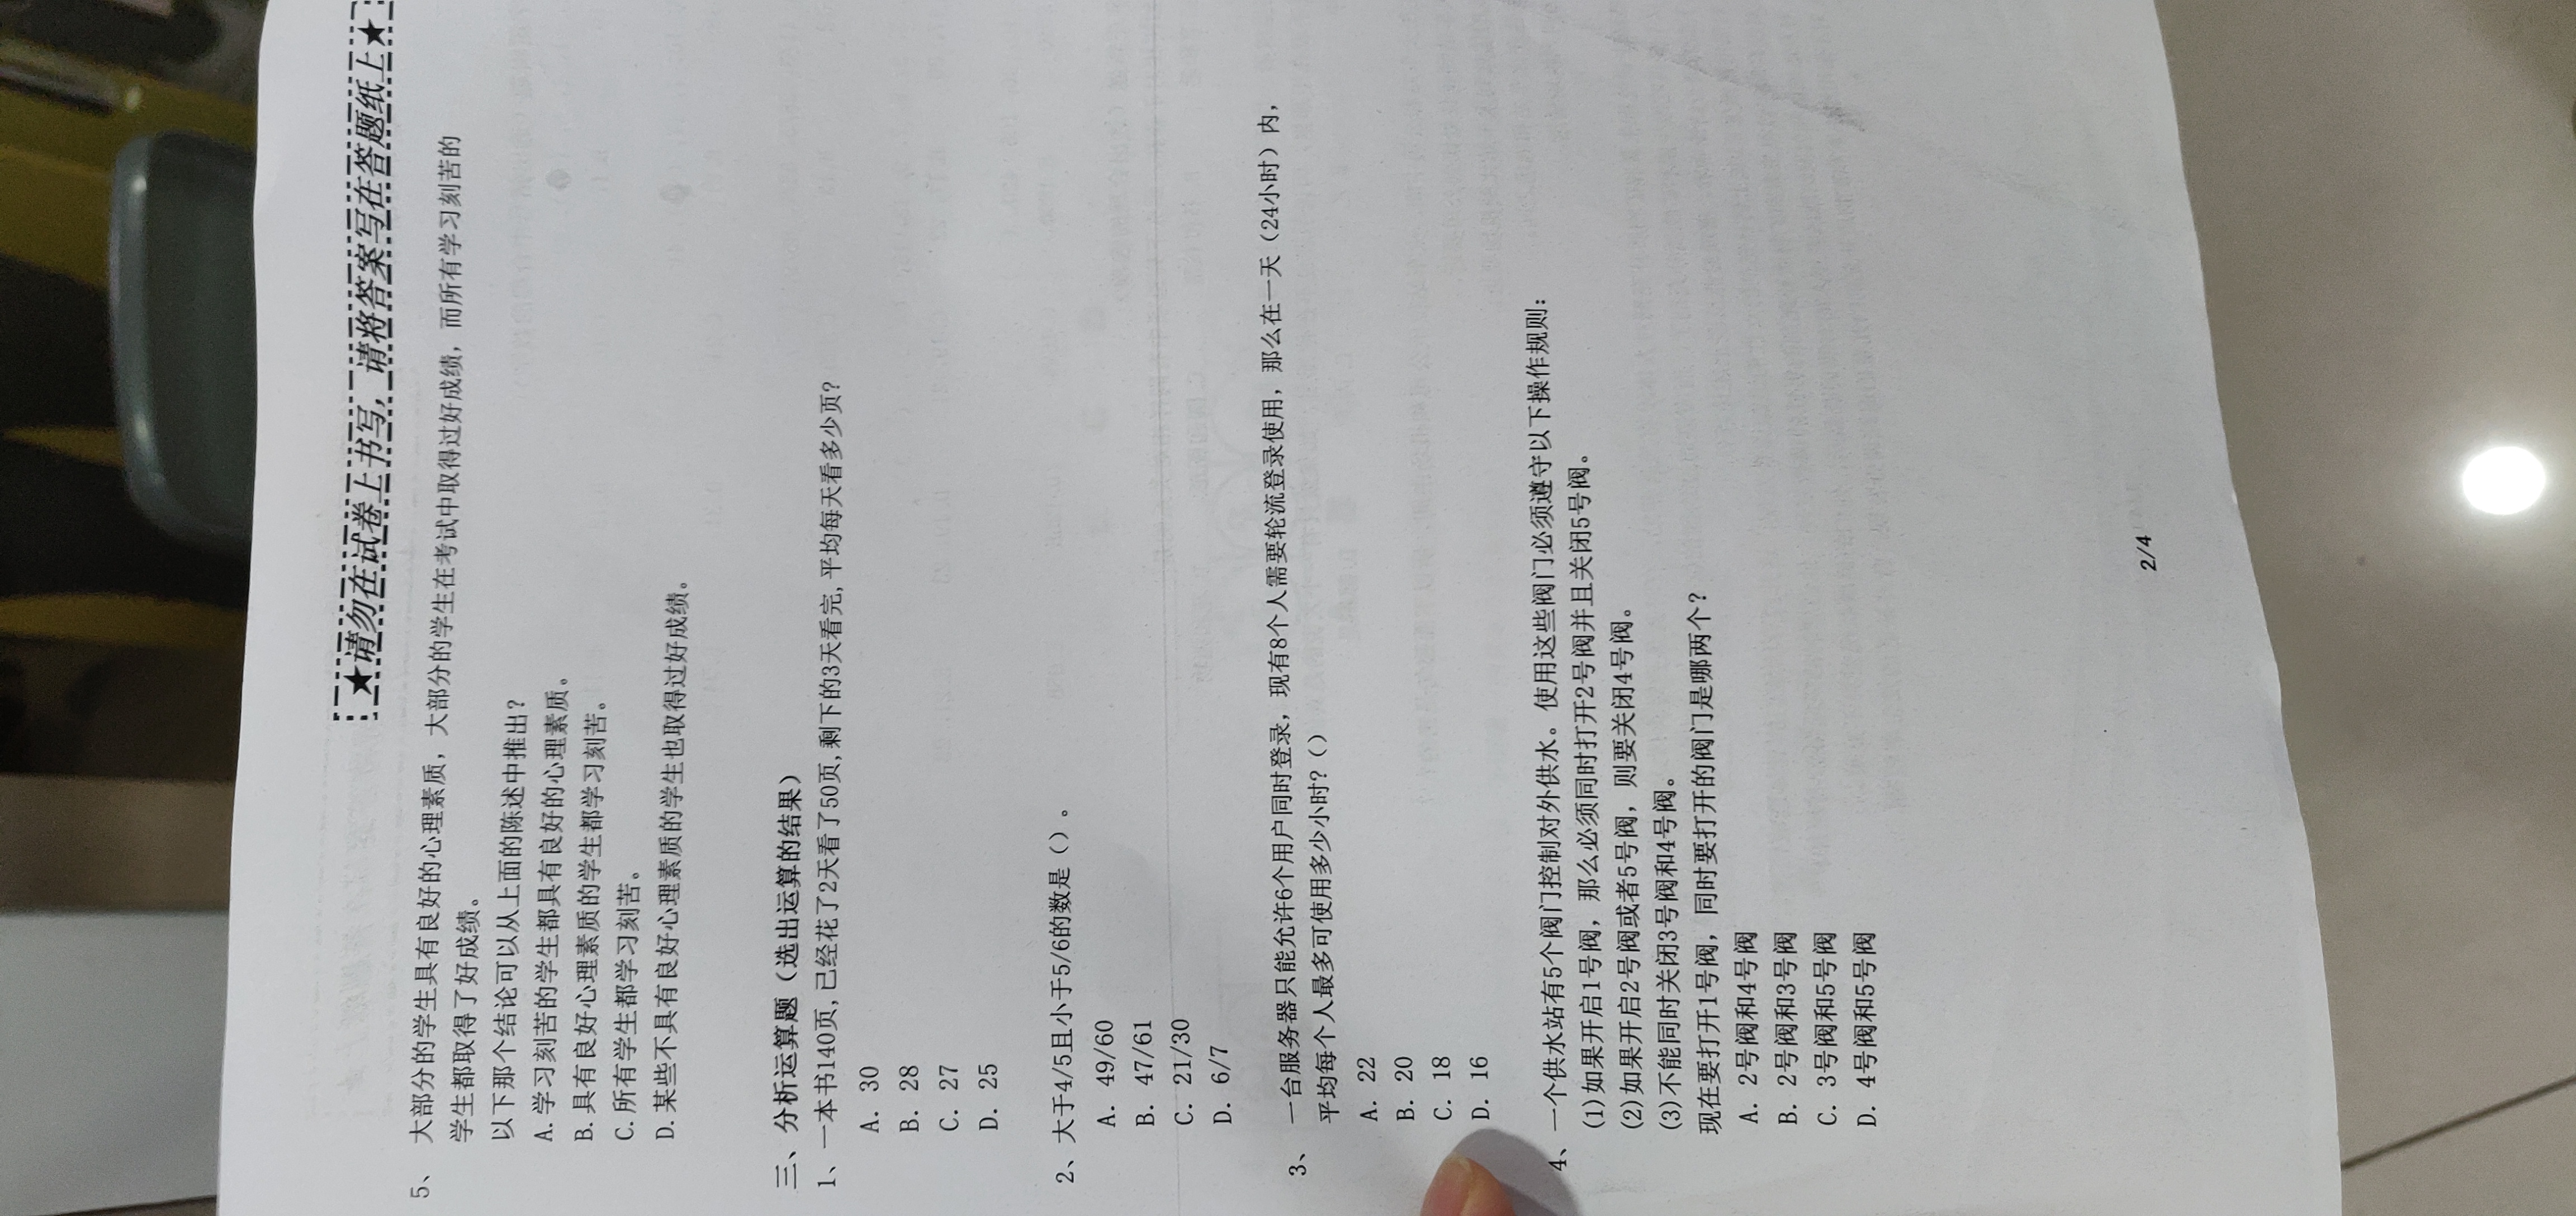 ★请勿在试卷上书写，请将答案写在答题纸上★
5、 大部分的学生具有良好的心理素质，大部分的学生在考试中取得过好成绩，而所有学习刻苦的
学生都取得了好成绩。
以下那个结论可以从上面的陈述中推出？
A.学习刻苦的学生都具有良好的心理素质。
B.具有良好心理素质的学生都学习刻苦。
C.所有学生都学习刻苦。
D.某些不具有良好心理素质的学生也取得过好成绩。
三、分析运算题（选出运算的结果）
1、一本书140页,已经花了2天看了50页,剩下的3天看完,平均每天看多少页?
A. 30
B. 28
C. 27
D. 25
2、大于4/5且小于5/6的数是（）。
A. 49/60
B. 47/61
C. 21/30
D. 6/7
3、 一台服务器只能允许6个用户同时登录，现有8个人需要轮流登录使用，那么在一天（24小时）内，
平均每个人最多可使用多少小时?（）
A. 22
B. 20
C. 18
D. 16
4、一个供水站有5个阀门控制对外供水。使用这些阀门必须遵守以下操作规则：
(1)如果开启1号阀，那么必须同时打开2号阀并且关闭5号阀。
(2)如果开启2号阀或者5号阀，则要关闭4号阀。
(3)不能同时关闭3号阀和4号阀。
现在要打开1号阀，同时要打开的阀门是哪两个？
A. 2号阀和4号阀
B. 2号阀和3号阀
C. 3号阀和5号阀
D. 4号阀和5号阀
2/4